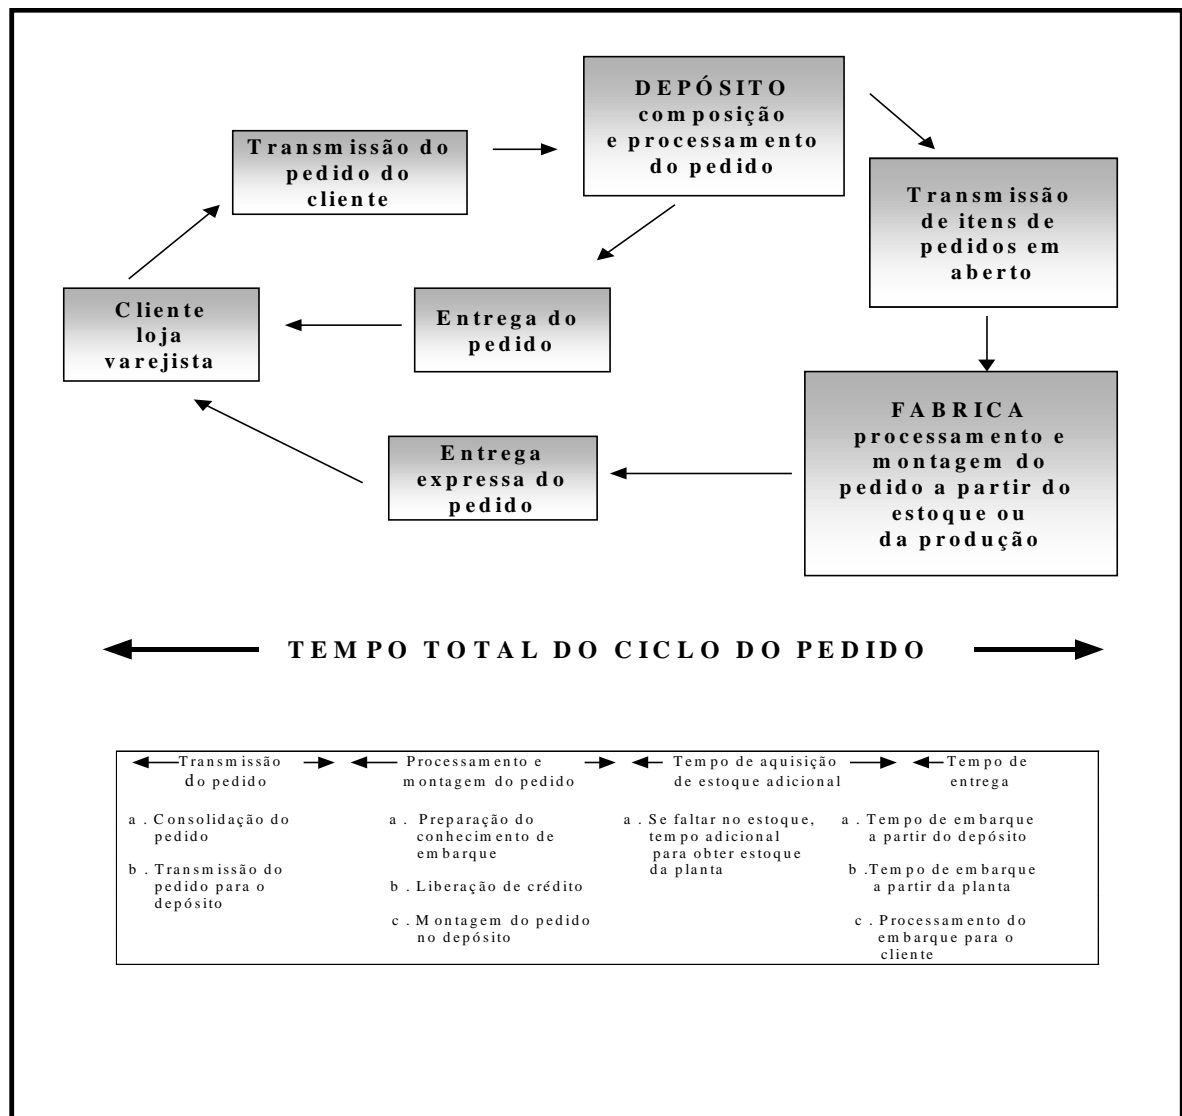 DEPÓSITO
composição
e processamento
do pedido
Transmissão do
pedido do
cliente
Transmissão
de itens de
pedidos em
aberto
Cliente
loja
varejista
Entrega do
pedido
FABRICA
processamento e
montagem do
pedido a partir do
estoque ou
da produção
Entrega
expressa do
pedido
TEMPO TOTAL DO CICLO DO PEDIDO
Transmissão
do pedido
a. Consolidação do
pedido
b. Transmissão do
pedido para o
depósito
Processamento e
montagem do pedido
a. Preparação do
conhecimento de
embarque
b. Liberação de crédito
c. Montagem do pedido
no depósito
Tempo de aquisição
de estoque adicional
a. Se faltar no estoque,
tempo adicional
para obter estoque
da planta
Tempo de
entrega
a. Tempo de embarque
a partir do depósito
b.Tempo de embarque
a partir da planta
c. Processamento do
embarque para o
cliente